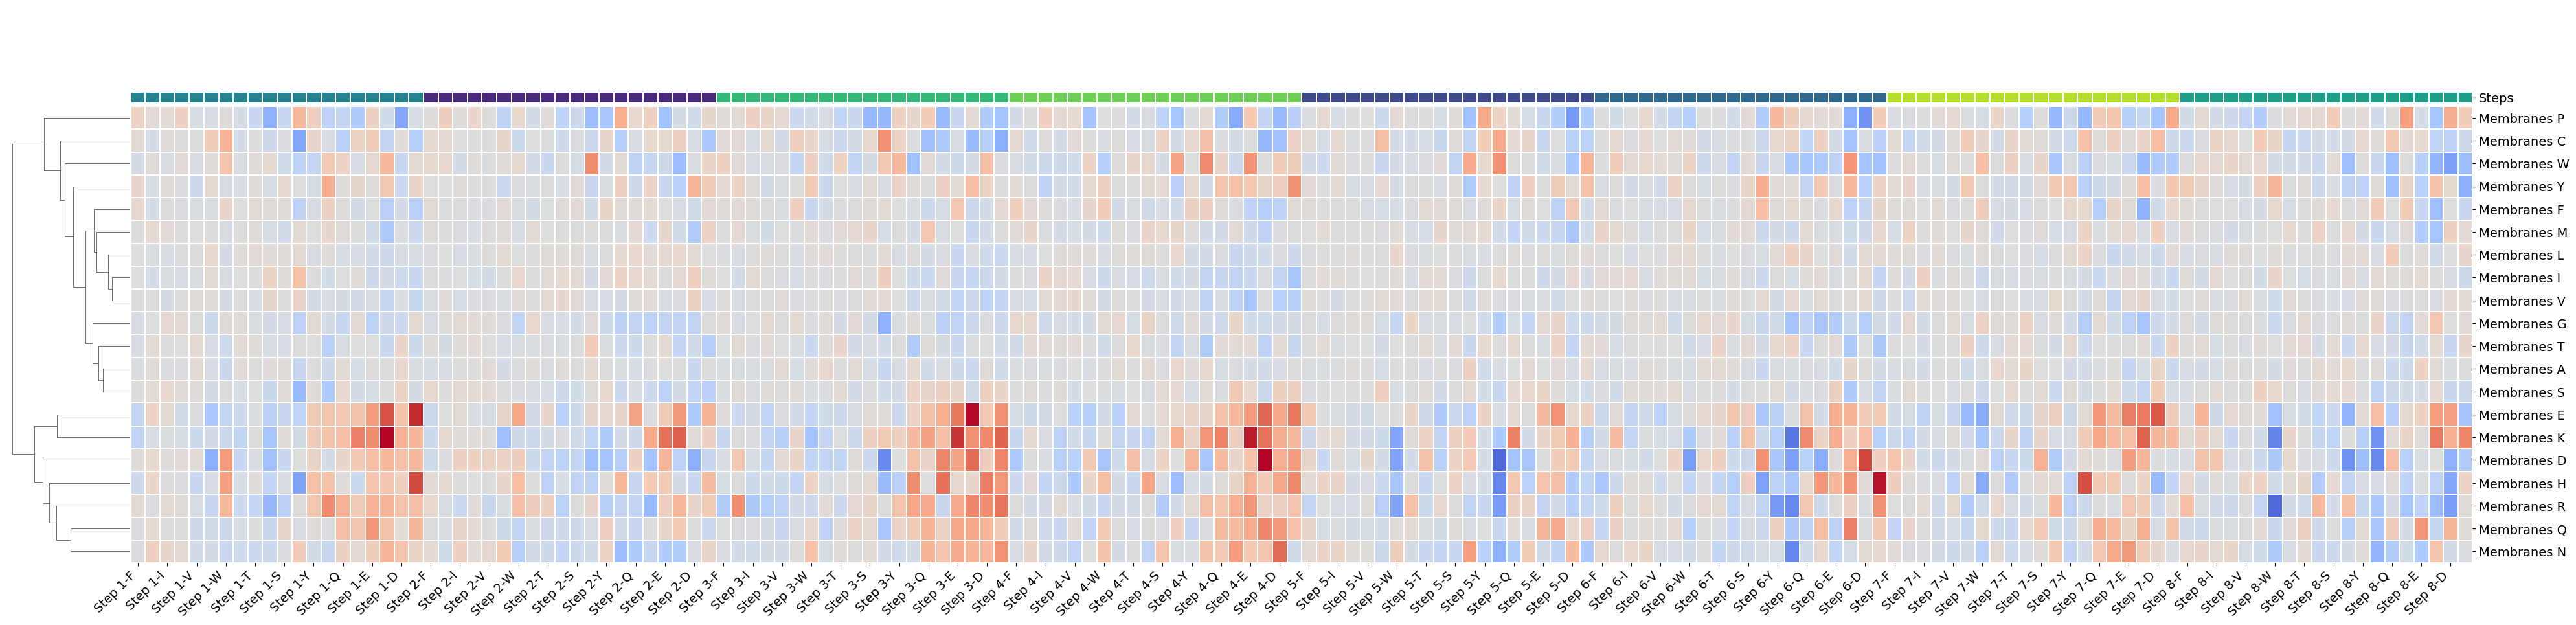 Steps
Membranes P
Membranes C
Membranes W
Membranes Y
Membranes F
Membranes M
Membranes L
Membranes I
Membranes V
Membranes G
Membranes T
Membranes A
Membranes S
Membranes E
Membranes K
Membranes D
Membranes H
Membranes R
Membranes Q
Membranes N
Step 1-F
Step 1-I
Step 1-V
Step 1-W
Step 1-T
Step 1-S
Step 1-Y
Step 1-Q
Step 1-E
Step 1-D
Step 2-F
Step 2-I
Step 2-V
Step 2-W
Step 2-T
Step 2-S
Step 2-Y
Step 2-Q
Step 2-E
Step 2-D
Step 3-F
Step 3-I
Step 3-V
Step 3-W
Step 3-T
Step 3-S
Step 3-Y
Step 3-Q
Step 3-E
Step 3-D
Step 4-F
Step 4-I
Step 4-V
Step 4-W
Step 4-T
Step 4-S
Step 4-Y
Step 4-Q
Step 4-E
Step 4-D
Step 5-F
Step 5-I
Step 5-V
Step 5-W
Step 5-T
Step 5-S
Step 5-Y
Step 5-Q
Step 5-E
Step 5-D
Step 6-F
Step 6-I
Step 6-V
Step 6-W
Step 6-T
Step 6-S
Step 6-Y
Step 6-Q
Step 6-E
Step 6-D
Step 7-F
Step 7-I
Step 7-V
Step 7-W
Step 7-T
Step 7-S
Step 7-Y
Step 7-Q
Step 7-E
Step 7-D
Step 8-F
Step 8-I
Step 8-V
Step 8-W
Step 8-T
Step 8-S
Step 8-Y
Step 8-Q
Step 8-E
Step 8-D